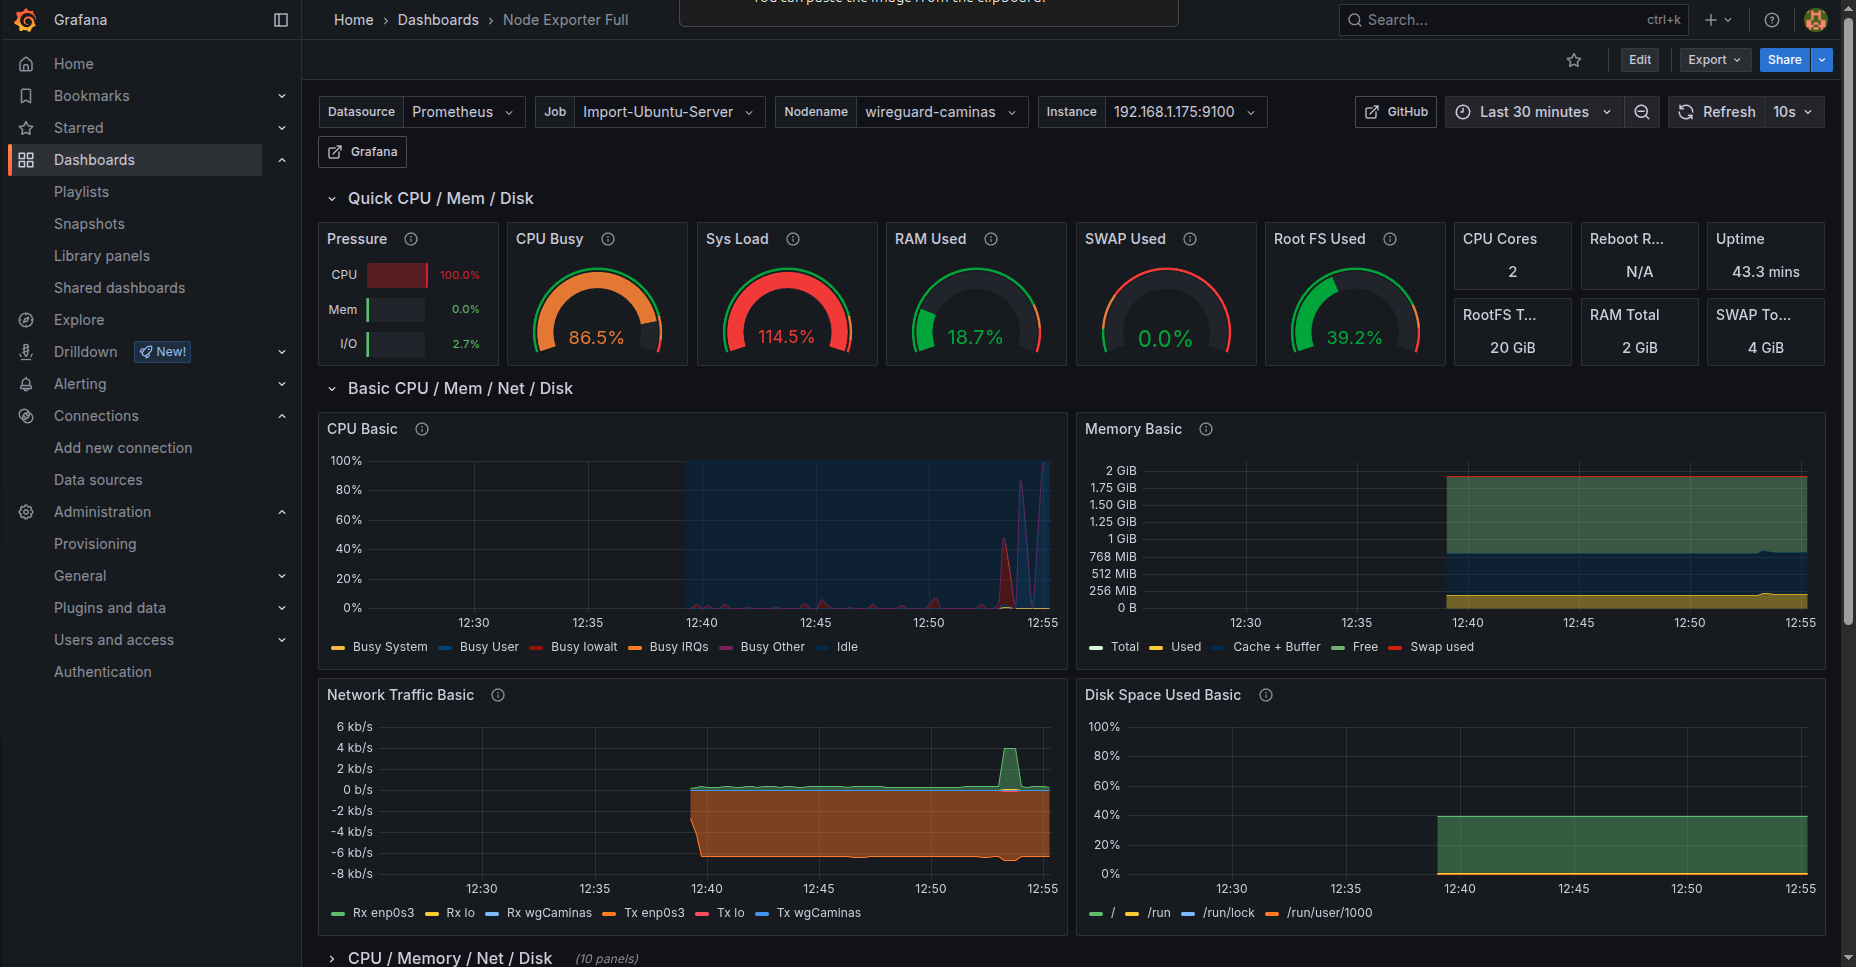 Grafana
Home › Dashboards › Node Exporter Full
You can paste the image from the clipboard.
Search...
ctrl+k
Home
Bookmarks
Starred
Dashboards
Playlists
Snapshots
Library panels
Shared dashboards
Explore
Drilldown New!
Alerting
Connections
Add new connection
Data sources
Administration
Provisioning
General
Plugins and data
Users and access
Authentication
Edit Export Share
Datasource Prometheus Job Import-Ubuntu-Server Nodename wireguard-caminas Instance 192.168.1.175:9100 GitHub Last 30 minutes Refresh 10s
Grafana
Quick CPU / Mem / Disk
Pressure
CPU 100.0%
Mem 0.0%
I/O 2.7%
CPU Busy
86.5%
Sys Load
114.5%
RAM Used
18.7%
SWAP Used
0.0%
Root FS Used
39.2%
CPU Cores
2
Reboot R...
N/A
Uptime
43.3 mins
RootFS T...
20 GiB
RAM Total
2 GiB
SWAP To...
4 GiB
Basic CPU / Mem / Net / Disk
CPU Basic
100%
80%
60%
40%
20%
0%
12:30 12:35 12:40 12:45 12:50 12:55
Busy System Busy User Busy Iowait Busy IRQs Busy Other Idle
Memory Basic
2 GiB
1.75 GiB
1.50 GiB
1.25 GiB
1 GiB
768 MiB
512 MiB
256 MiB
0 B
12:30 12:35 12:40 12:45 12:50 12:55
Total Used Cache + Buffer Free Swap used
Network Traffic Basic
6 kb/s
4 kb/s
2 kb/s
0 b/s
-2 kb/s
-4 kb/s
-6 kb/s
-8 kb/s
12:30 12:35 12:40 12:45 12:50 12:55
Rx enp0s3 Rx lo Rx wgCaminas Tx enp0s3 Tx lo Tx wgCaminas
Disk Space Used Basic
100%
80%
60%
40%
20%
0%
12:30 12:35 12:40 12:45 12:50 12:55
/ /run /run/lock /run/user/1000
CPU / Memory / Net / Disk (10 panels)